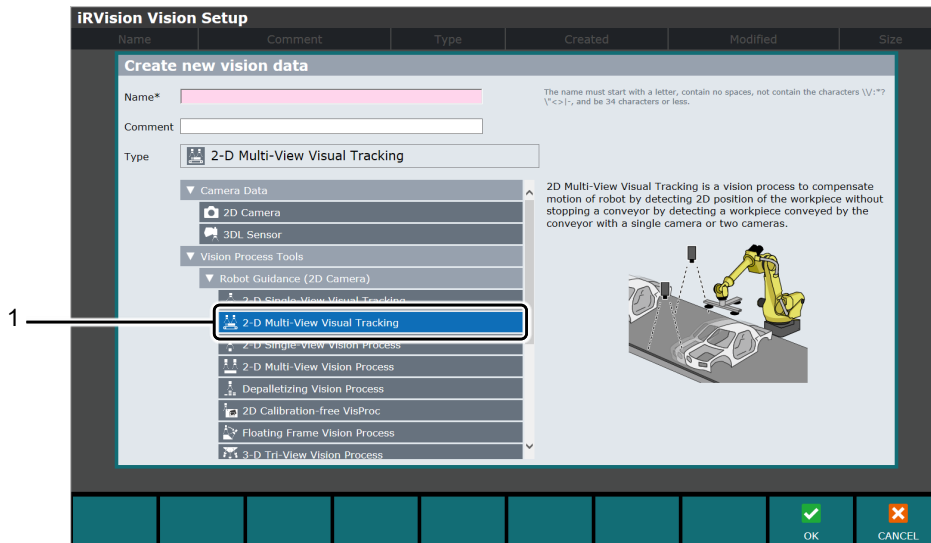 iRVision Vision Setup
Name Comment Type Created Modified Size
Create new vision data
Name*
The name must start with a letter, contain no spaces, not contain the characters \\/:*?
\"<>|-, and be 34 characters or less.
Comment
Type 2-D Multi-View Visual Tracking
▼ Camera Data
2D Camera
3DL Sensor
▼ Vision Process Tools
▼ Robot Guidance (2D Camera)
2-D Single-View Visual Tracking
1
2-D Multi-View Visual Tracking
2-D Single-View Vision Process
2-D Multi-View Vision Process
Depalletizing Vision Process
2D Calibration-free VisProc
Floating Frame Vision Process
3-D Tri-View Vision Process
2D Multi-View Visual Tracking is a vision process to compensate
motion of robot by detecting 2D position of the workpiece without
stopping a conveyor by detecting a workpiece conveyed by the
conveyor with a single camera or two cameras.
OK CANCEL